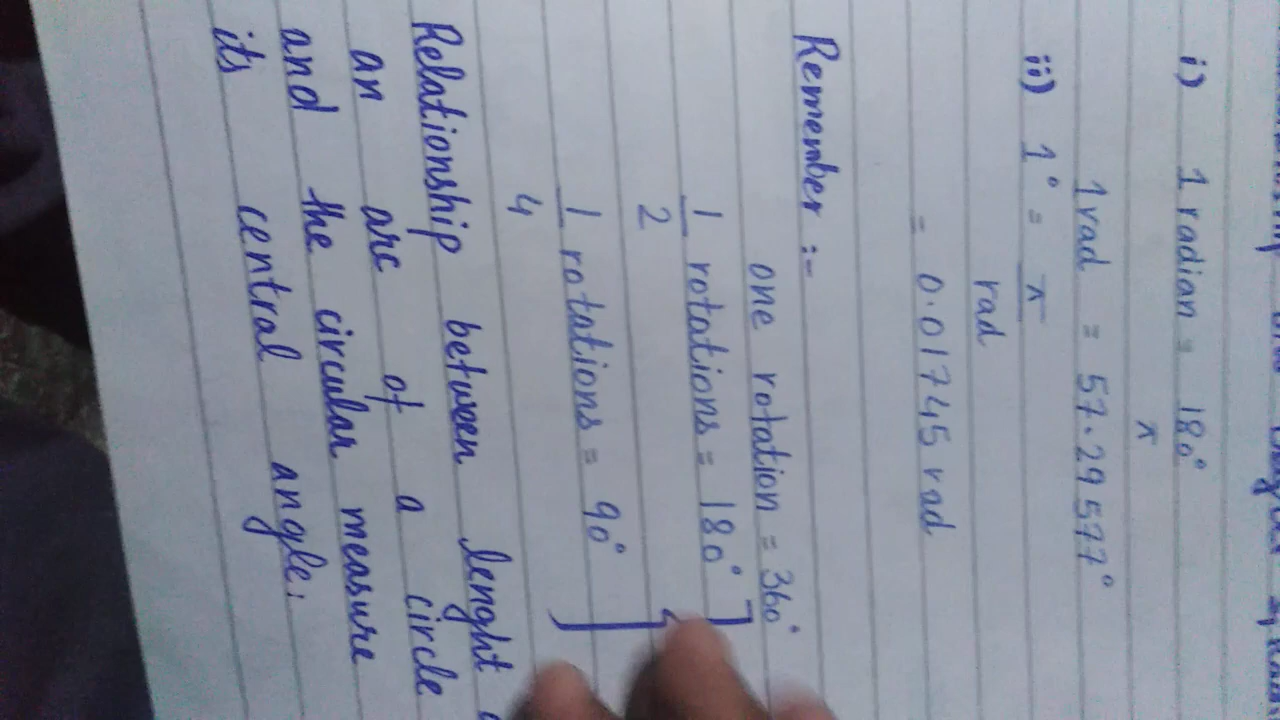 i) 1 radian = 180°
π
1 rad = 57.29577°
ii) 1° = π
rad
= 0.01745 rad
Remember :-
one rotation = 360°
1 rotations = 180°
2
1 rotations = 90°
4
Relationship between lenght
an arc of a circle
and the circular measure
its central angle.